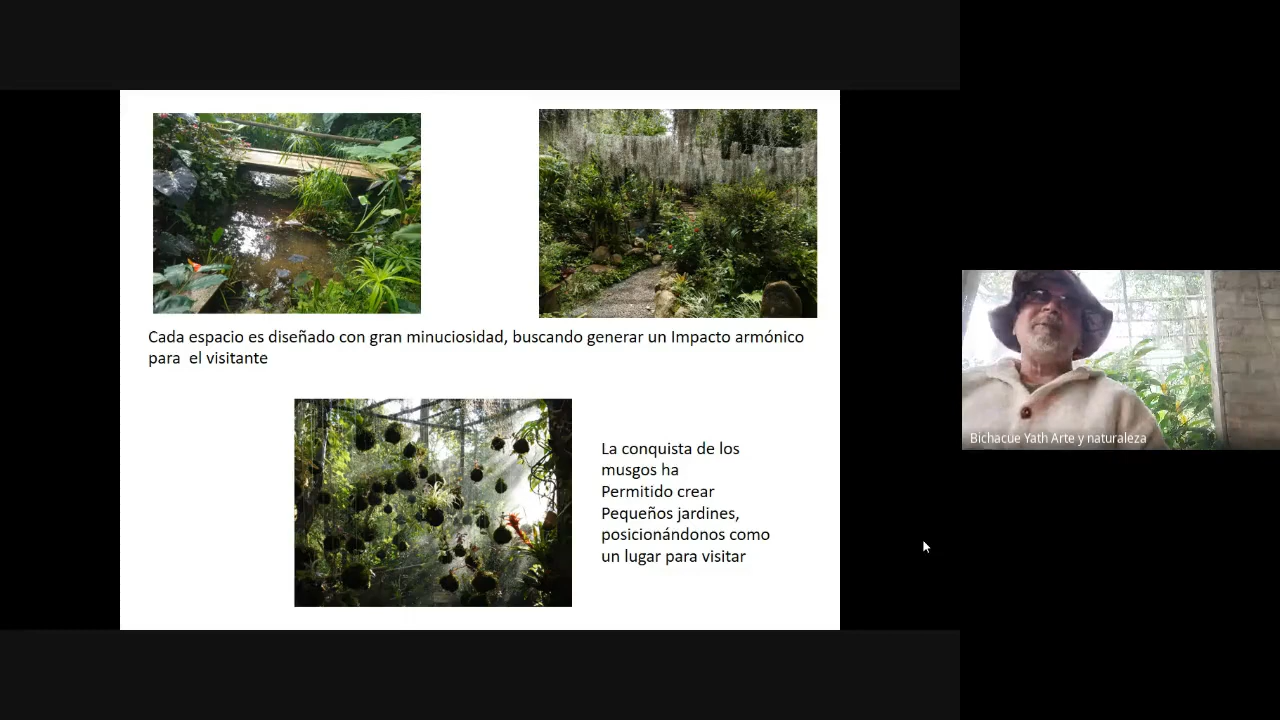 Cada espacio es diseñado con gran minuciosidad, buscando generar un Impacto armónico
para  el visitante
La conquista de los
musgos ha
Permitido crear
Pequeños jardines,
posicionándonos como
un lugar para visitar
Bichacue Yath Arte y naturaleza